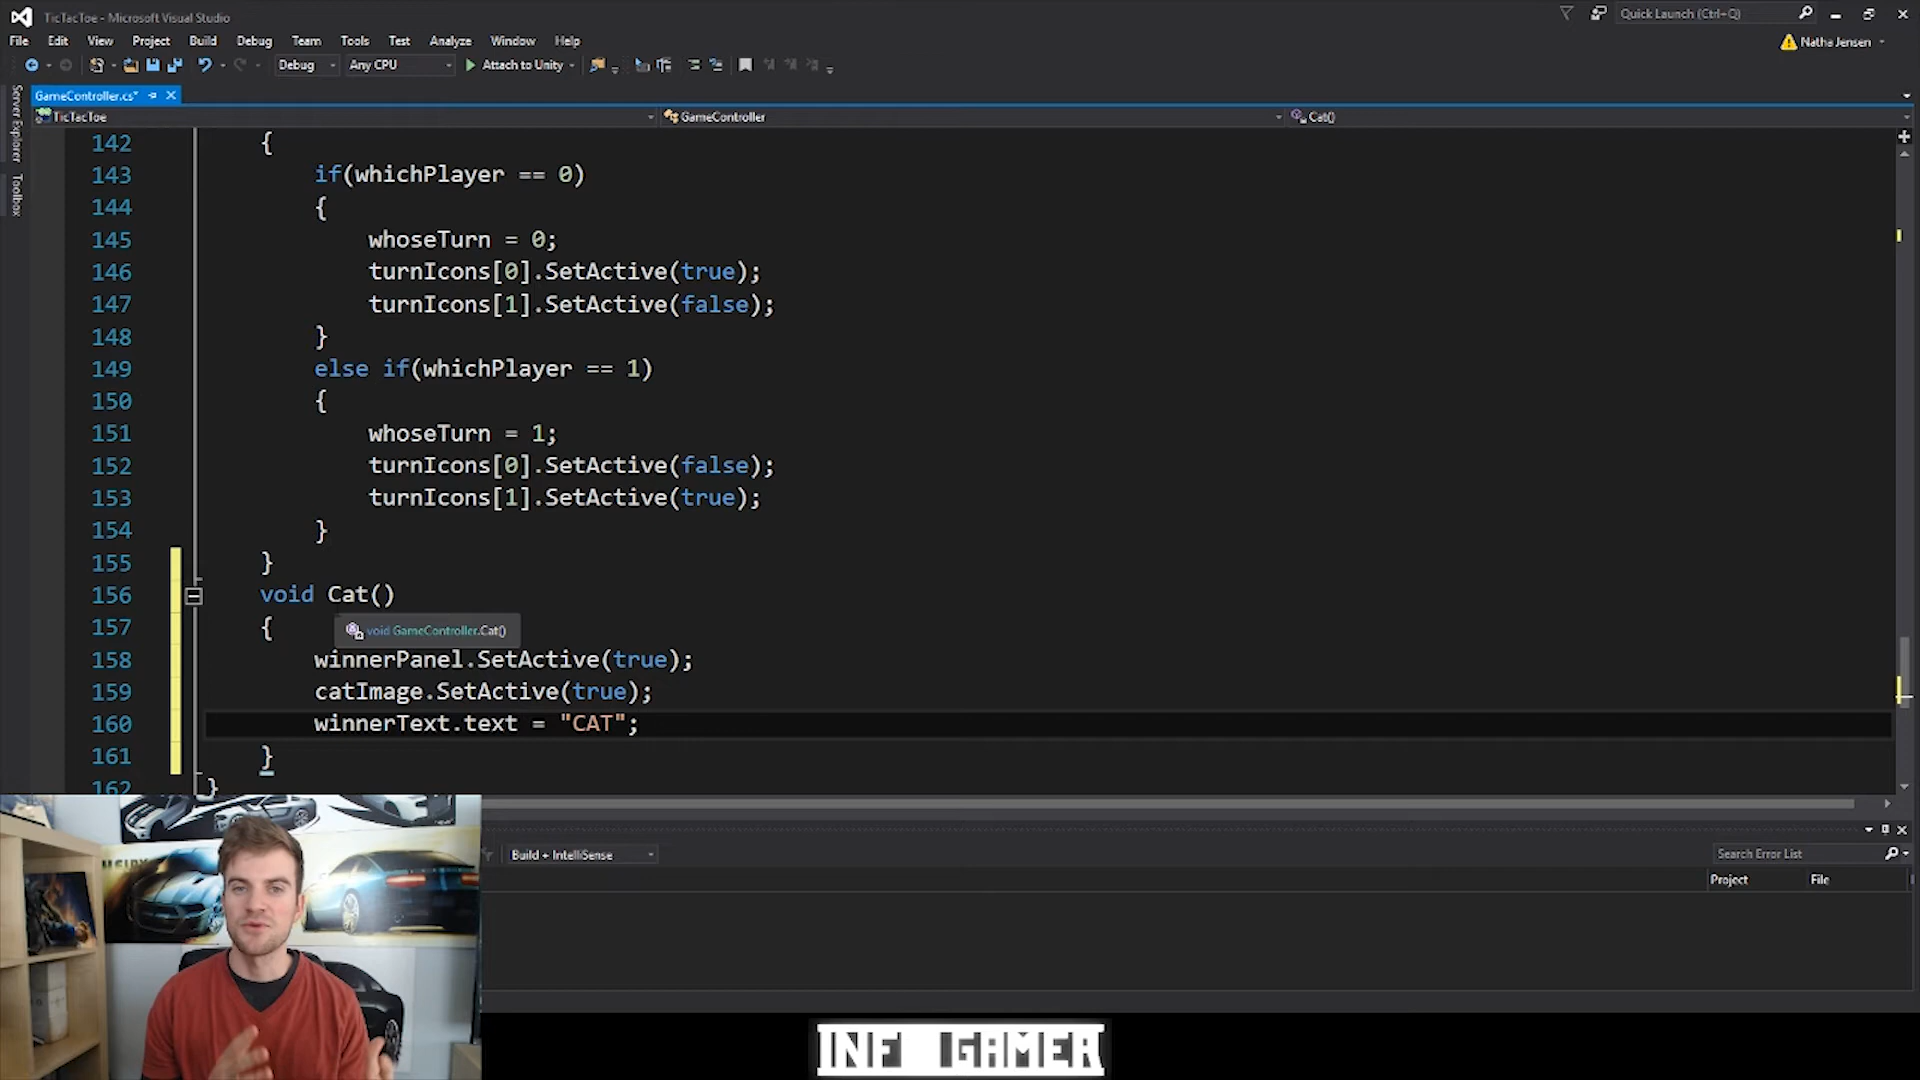 TicTacToe - Microsoft Visual Studio
Quick Launch (Ctrl+Q)
File Edit View Project Build Debug Team Tools Test Analyze Window Help
Natha Jensen
Debug Any CPU Attach to Unity
Server Explorer
Toolbox
GameController.cs*
TicTacToe GameController Cat()
142 {
143 if(whichPlayer == 0)
144 {
145 whoseTurn = 0;
146 turnIcons[0].SetActive(true);
147 turnIcons[1].SetActive(false);
148 }
149 else if(whichPlayer == 1)
150 {
151 whoseTurn = 1;
152 turnIcons[0].SetActive(false);
153 turnIcons[1].SetActive(true);
154 }
155 }
156 void Cat()
157 {
void GameController.Cat()
158 winnerPanel.SetActive(true);
159 catImage.SetActive(true);
160 winnerText.text = "CAT";
161 }
162 }
Build + IntelliSense
Search Error List
Project File
INF GAMER